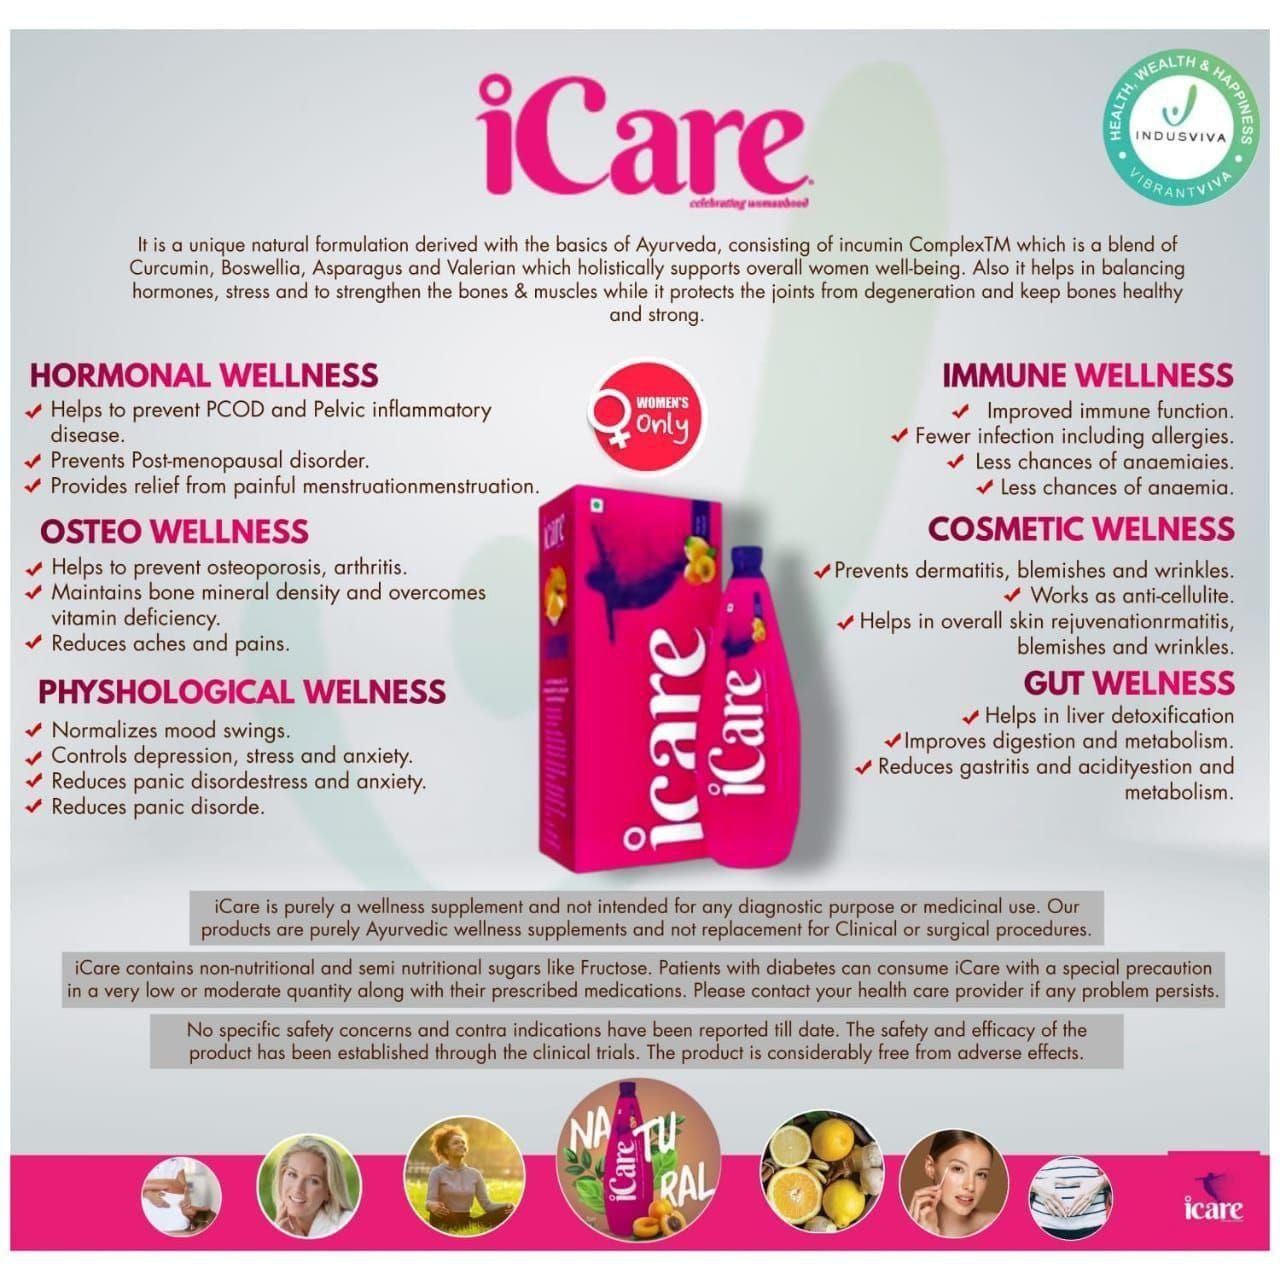 iCare
celebrating womanhood
HEALTH, WEALTH & HAPPINESS
INDUSVIVA
VIBRANTVIVA
It is a unique natural formulation derived with the basics of Ayurveda, consisting of incumin ComplexTM which is a blend of
Curcumin, Boswellia, Asparagus and Valerian which holistically supports overall women well-being. Also it helps in balancing
hormones, stress and to strengthen the bones & muscles while it protects the joints from degeneration and keep bones healthy
and strong.
HORMONAL WELLNESS
Helps to prevent PCOD and Pelvic inflammatory
disease.
Prevents Post-menopausal disorder.
Provides relief from painful menstruationmenstruation.
OSTEO WELLNESS
Helps to prevent osteoporosis, arthritis.
Maintains bone mineral density and overcomes
vitamin deficiency.
Reduces aches and pains.
PHYSHOLOGICAL WELNESS
Normalizes mood swings.
Controls depression, stress and anxiety.
Reduces panic disordestress and anxiety.
Reduces panic disorde.
WOMEN'S
Only
icare
icare
iCare
IMMUNE WELLNESS
Improved immune function.
Fewer infection including allergies.
Less chances of anaemiaies.
Less chances of anaemia.
COSMETIC WELNESS
Prevents dermatitis, blemishes and wrinkles.
Works as anti-cellulite.
Helps in overall skin rejuvenationrmatitis,
blemishes and wrinkles.
GUT WELNESS
Helps in liver detoxification
Improves digestion and metabolism.
Reduces gastritis and acidityestion and
metabolism.
iCare is purely a wellness supplement and not intended for any diagnostic purpose or medicinal use. Our
products are purely Ayurvedic wellness supplements and not replacement for Clinical or surgical procedures.
iCare contains non-nutritional and semi nutritional sugars like Fructose. Patients with diabetes can consume iCare with a special precaution
in a very low or moderate quantity along with their prescribed medications. Please contact your health care provider if any problem persists.
No specific safety concerns and contra indications have been reported till date. The safety and efficacy of the
product has been established through the clinical trials. The product is considerably free from adverse effects.
NATURAL
iCare
icare